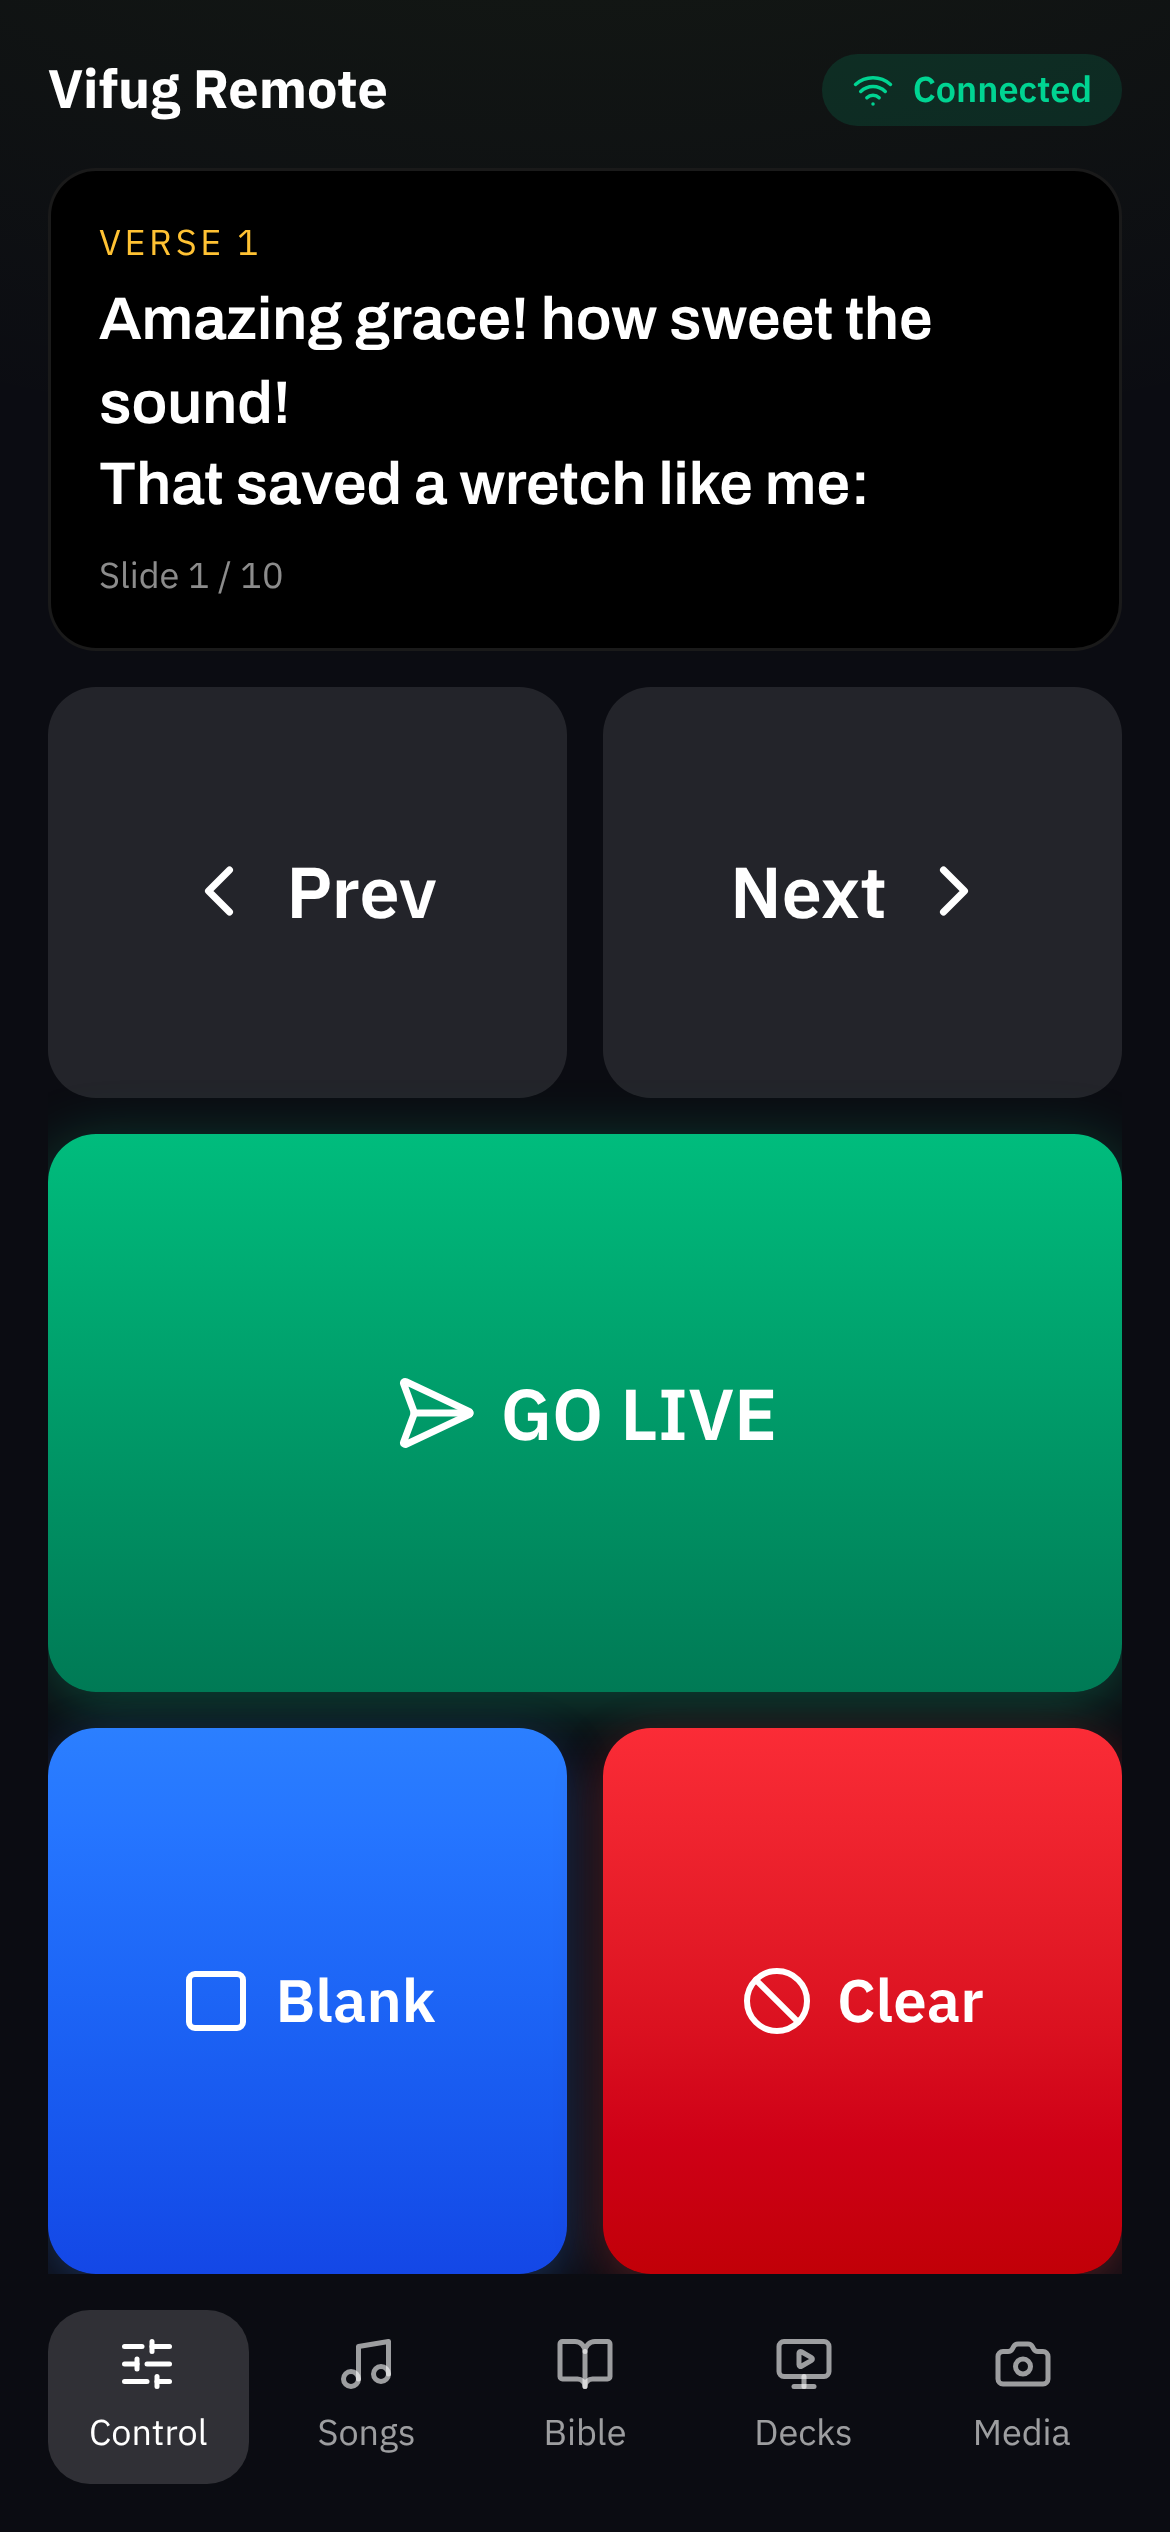 Vifug Remote
Connected
VERSE 1
Amazing grace! how sweet the
sound!
That saved a wretch like me:
Slide 1 / 10
Prev
Next
GO LIVE
Blank
Clear
Control
Songs
Bible
Decks
Media